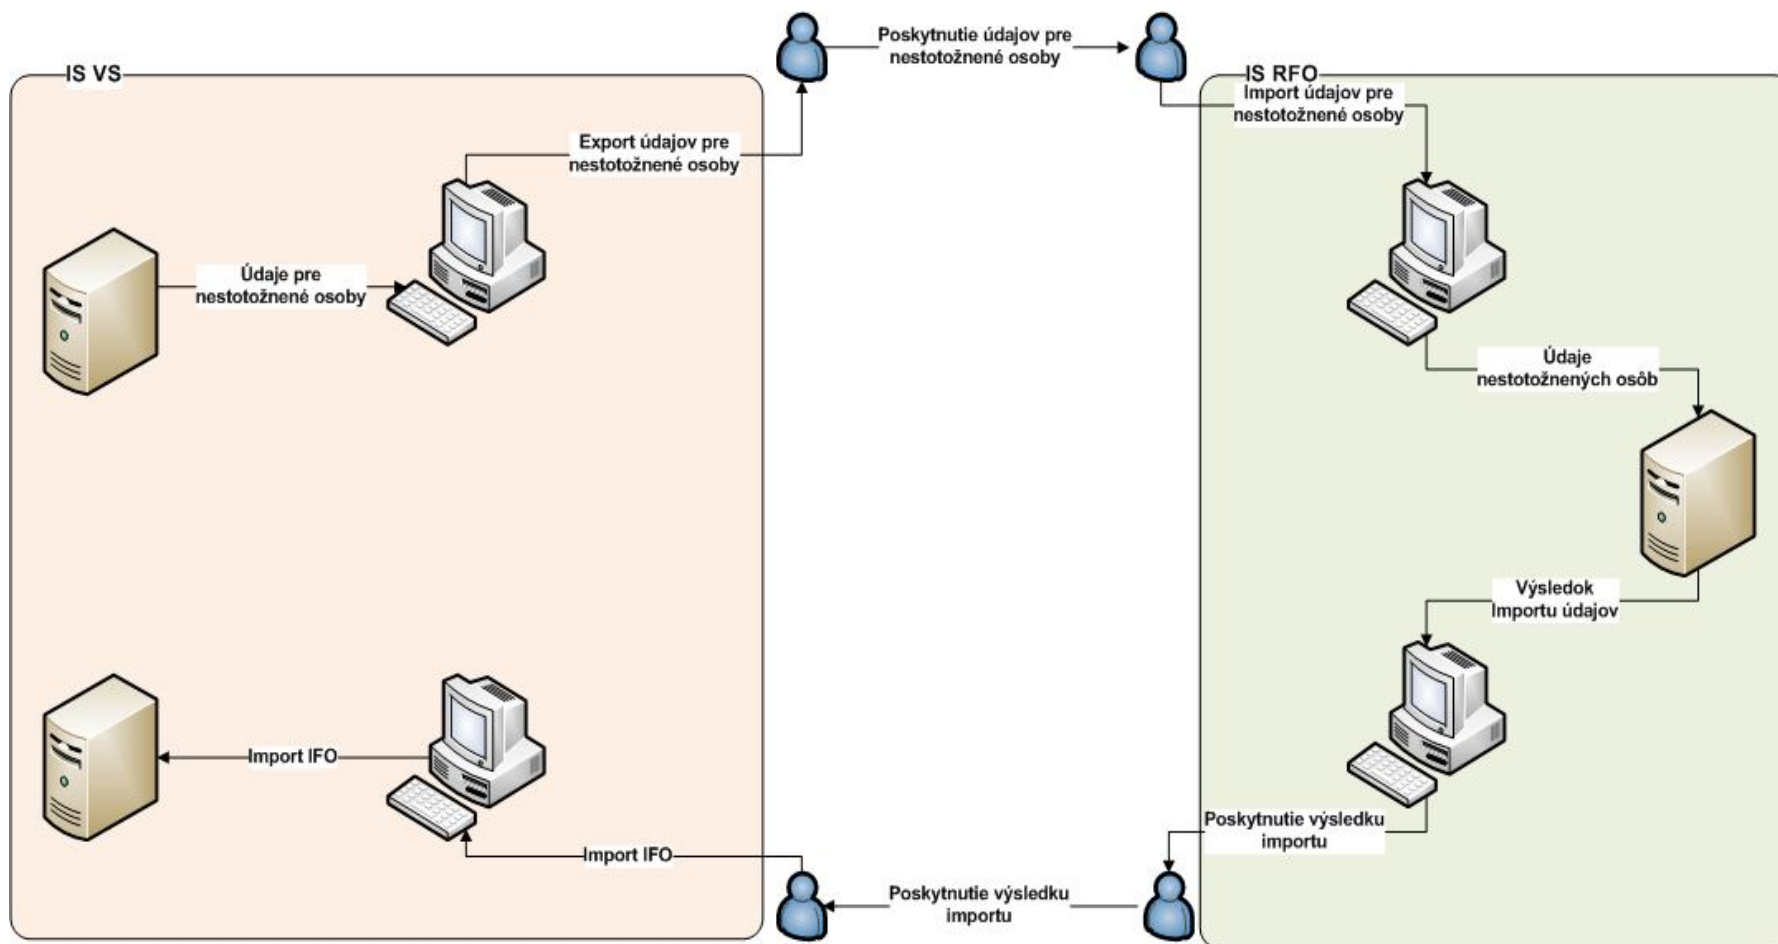 IS VS
Poskytnutie údajov pre
nestotožnené osoby
IS RFO
Import údajov pre
nestotožnené osoby
Export údajov pre
nestotožnené osoby
Údaje pre
nestotožnené osoby
Údaje
nestotožnených osôb
Výsledok
Importu údajov
Import IFO
Poskytnutie výsledku
importu
Import IFO
Poskytnutie výsledku
importu